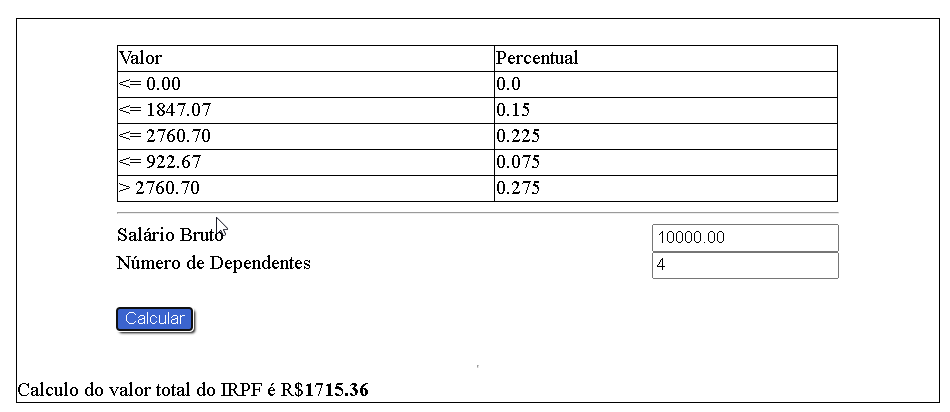 Valor Percentual
<= 0.00 0.0
<= 1847.07 0.15
<= 2760.70 0.225
<= 922.67 0.075
> 2760.70 0.275
Salário Bruto 10000.00
Número de Dependentes 4
Calcular
Calculo do valor total do IRPF é R$1715.36